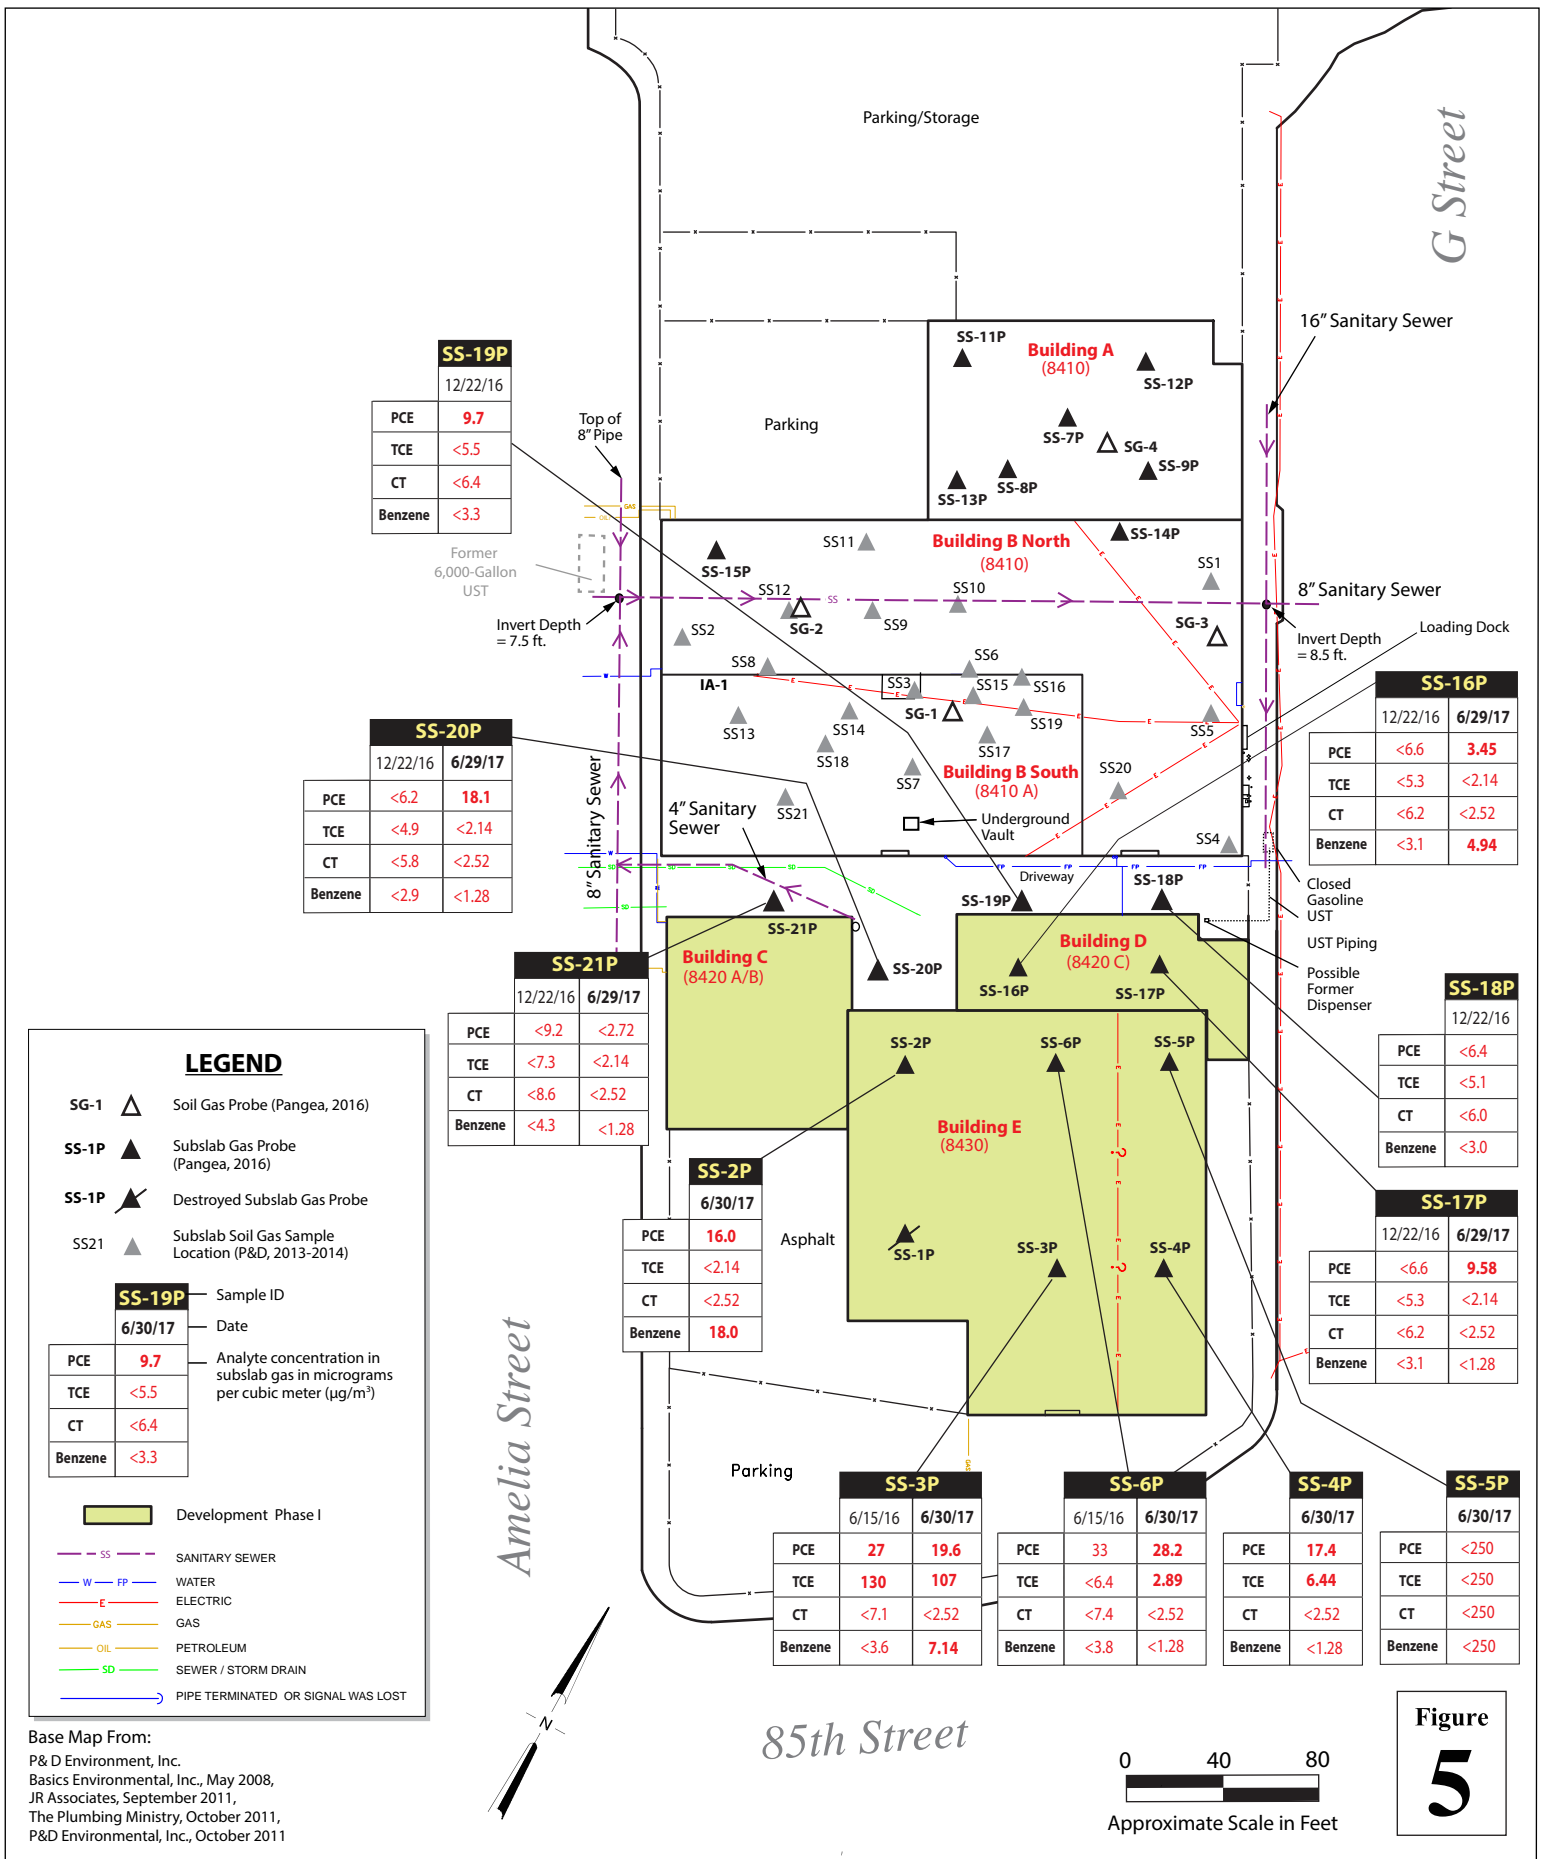 Parking/Storage
G Street
16” Sanitary Sewer
SS-11P
Building A
(8410)
SS-12P
SS-7P
SG-4
SS-9P
SS-8P
SS-13P
Parking
Top of
8” Pipe
SS-19P
12/22/16
PCE 9.7
TCE <5.5
CT <6.4
Benzene <3.3
GAS
OIL
Former
6,000-Gallon
UST
Invert Depth
= 7.5 ft.
SS-14P
SS11
Building B North
(8410)
SS-15P
SS1
SS12
SS
SS10
8” Sanitary Sewer
SG-2
SS9
SG-3
SS2
Invert Depth
= 8.5 ft.
Loading Dock
SS8
SS6
IA-1
SS3
SS15
SS16
SG-1
SS19
SS13
SS14
SS5
SS17
SS18
SS7
Building B South
(8410 A)
SS20
SS21
Underground
Vault
SS4
4” Sanitary
Sewer
8” Sanitary Sewer
SS-16P
12/22/16 6/29/17
PCE <6.6 3.45
TCE <5.3 <2.14
CT <6.2 <2.52
Benzene <3.1 4.94
SS-20P
12/22/16 6/29/17
PCE <6.2 18.1
TCE <4.9 <2.14
CT <5.8 <2.52
Benzene <2.9 <1.28
W
SD
SD
SD
SD
SD
FP
FP
FP
Driveway
Closed
Gasoline
UST
UST Piping
Possible
Former
Dispenser
SS-19P
SS-18P
SS-21P
Building C
(8420 A/B)
SS-20P
Building D
(8420 C)
SS-16P
SS-17P
SS-21P
12/22/16 6/29/17
PCE <9.2 <2.72
TCE <7.3 <2.14
CT <8.6 <2.52
Benzene <4.3 <1.28
SS-18P
12/22/16
PCE <6.4
TCE <5.1
CT <6.0
Benzene <3.0
SS-2P
SS-6P
SS-5P
Building E
(8430)
?
SS-1P
SS-3P
?
SS-4P
Asphalt
SS-2P
6/30/17
PCE 16.0
TCE <2.14
CT <2.52
Benzene 18.0
SS-17P
12/22/16 6/29/17
PCE <6.6 9.58
TCE <5.3 <2.14
CT <6.2 <2.52
Benzene <3.1 <1.28
Amelia Street
Parking
GAS
SS-3P
6/15/16 6/30/17
PCE 27 19.6
TCE 130 107
CT <7.1 <2.52
Benzene <3.6 7.14
SS-6P
6/15/16 6/30/17
PCE 33 28.2
TCE <6.4 2.89
CT <7.4 <2.52
Benzene <3.8 <1.28
SS-4P
6/30/17
PCE 17.4
TCE 6.44
CT <2.52
Benzene <1.28
SS-5P
6/30/17
PCE <250
TCE <250
CT <250
Benzene <250
LEGEND
SG-1 Soil Gas Probe (Pangea, 2016)
SS-1P Subslab Gas Probe
(Pangea, 2016)
SS-1P Destroyed Subslab Gas Probe
SS21 Subslab Soil Gas Sample
Location (P&D, 2013-2014)
SS-19P Sample ID
6/30/17 Date
PCE 9.7 Analyte concentration in
subslab gas in micrograms
per cubic meter (µg/m³)
TCE <5.5
CT <6.4
Benzene <3.3
Development Phase I
SS SANITARY SEWER
W FP WATER
E ELECTRIC
GAS GAS
OIL PETROLEUM
SD SEWER / STORM DRAIN
PIPE TERMINATED OR SIGNAL WAS LOST
Base Map From:
P& D Environment, Inc.
Basics Environmental, Inc., May 2008,
JR Associates, September 2011,
The Plumbing Ministry, October 2011,
P&D Environmental, Inc., October 2011
N
85th Street
0 40 80
Approximate Scale in Feet
Figure
5